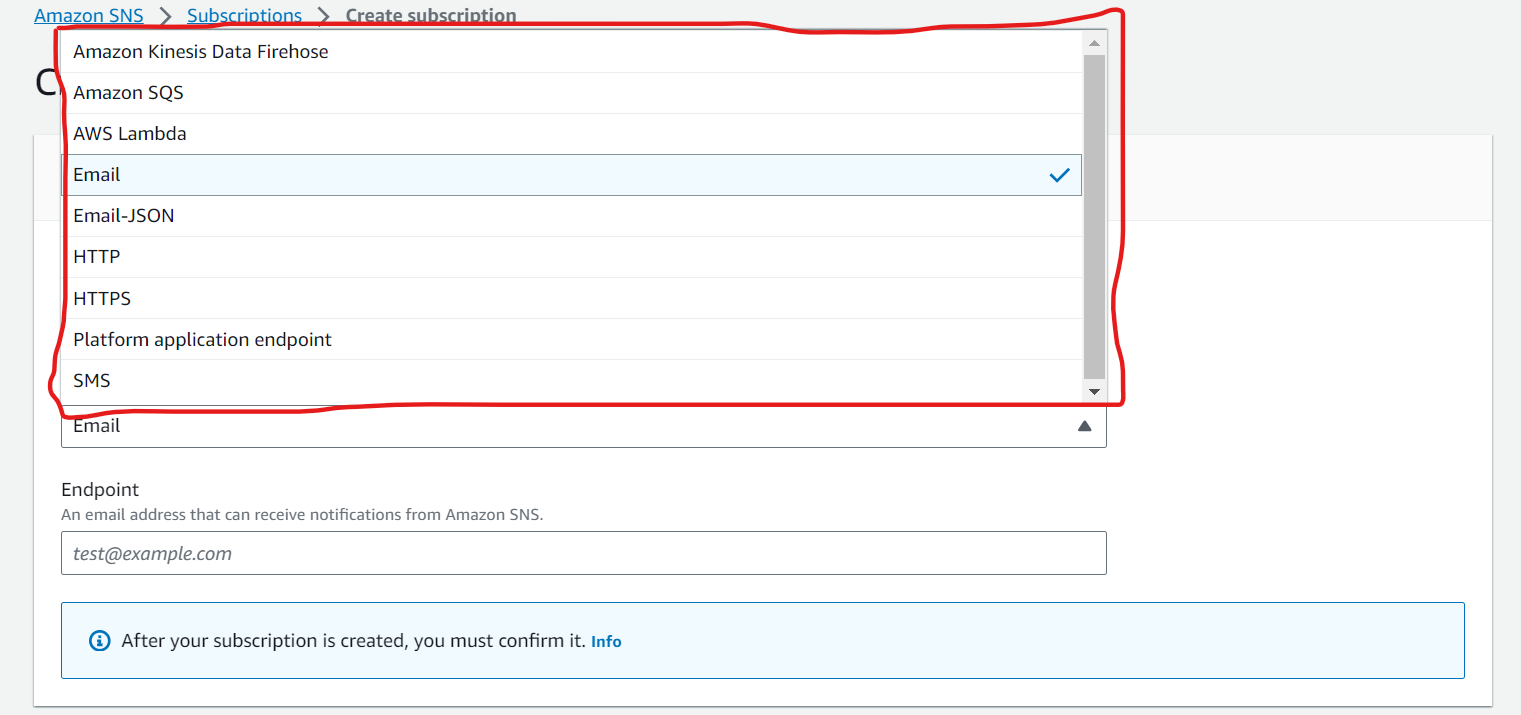 Amazon SNS > Subscriptions > Create subscription
Amazon Kinesis Data Firehose
Amazon SQS
AWS Lambda
Email
Email-JSON
HTTP
HTTPS
Platform application endpoint
SMS
Email
Endpoint
An email address that can receive notifications from Amazon SNS.
test@example.com
After your subscription is created, you must confirm it. Info